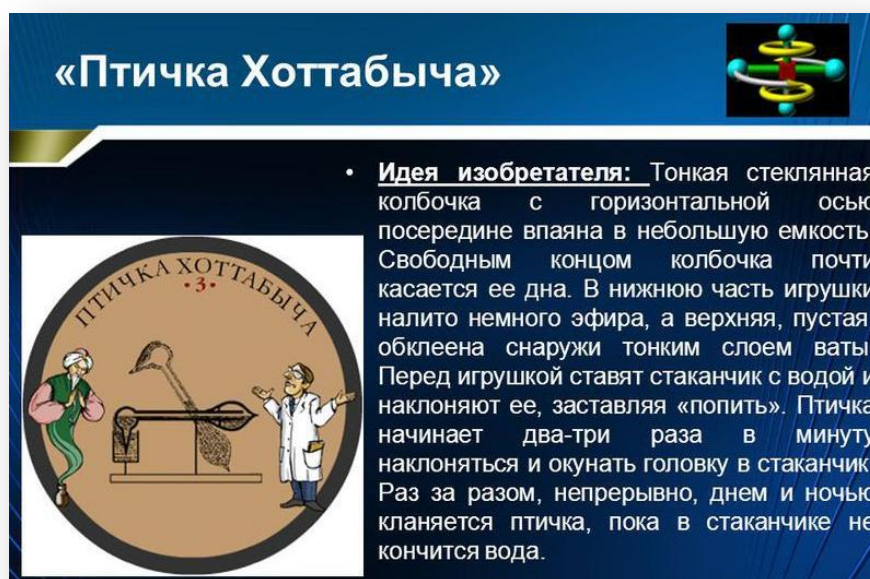 «Птичка Хоттабыча»
• Идея изобретателя: Тонкая стеклянная
колбочка с горизонтальной осью
посередине впаяна в небольшую емкость.
Свободным концом колбочка почти
касается ее дна. В нижнюю часть игрушки
налито немного эфира, а верхняя, пустая,
обклеена снаружи тонким слоем ваты.
Перед игрушкой ставят стаканчик с водой и
наклоняют ее, заставляя «попить». Птичка
начинает два-три раза в минуту
наклоняться и окунать головку в стаканчик.
Раз за разом, непрерывно, днем и ночью
кланяется птичка, пока в стаканчике не
кончится вода.
ПТИЧКА ХОТТАБЫЧА
·3·